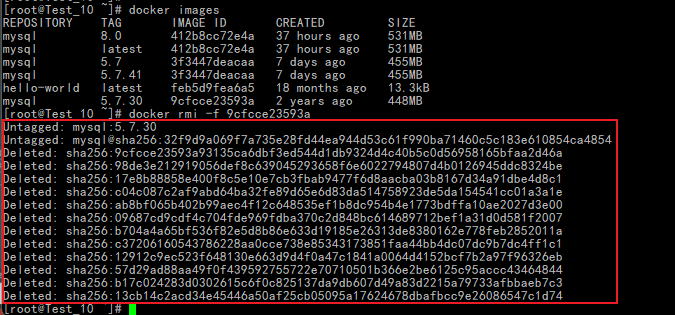 [root@Test_10 ~]# docker images
REPOSITORY TAG IMAGE ID CREATED SIZE
mysql 8.0 412b8cc72e4a 37 hours ago 531MB
mysql latest 412b8cc72e4a 37 hours ago 531MB
mysql 5.7 3f3447deacaa 7 days ago 455MB
mysql 5.7.41 3f3447deacaa 7 days ago 455MB
hello-world latest feb5d9fea6a5 18 months ago 13.3kB
mysql 5.7.30 9cfcce23593a 2 years ago 448MB
[root@Test_10 ~]# docker rmi -f 9cfcce23593a
Untagged: mysql:5.7.30
Untagged: mysql@sha256:32f9d9a069f7a735e28fd44ea944d53c61f990ba71460c5c183e610854ca4854
Deleted: sha256:9cfcce23593a93135ca6dbf3ed544d1db9324d4c40b5c0d56958165bfaa2d46a
Deleted: sha256:98de3e212919056def8c639045293658f6e6022794807d4b0126945ddc8324be
Deleted: sha256:17e8b88858e400f8c5e10e7cb3fbab9477f6d8aacba03b8167d34a91dbe4d8c1
Deleted: sha256:c04c087c2af9abd64ba32fe89d65e6d83da514758923de5da154541cc01a3a1e
Deleted: sha256:ab8bf065b402b99aec4f12c648535ef1b8dc954b4e1773bdffa10ae2027d3e00
Deleted: sha256:09687cd9cdf4c704fde969fdba370c2d848bc614689712bef1a31d0d581f2007
Deleted: sha256:b704a4a65bf536f82e5d8b86e633d19185e26313de8380162e778feb2852011a
Deleted: sha256:c37206160543786228aa0cce738e85343173851faa44bb4dc07dc9b7dc4ff1c1
Deleted: sha256:12912c9ec523f648130e663d9d4f0a47c1841a0064d4152bcf7b2a97f96326eb
Deleted: sha256:57d29ad88aa49f0f439592755722e70710501b366e2be6125c95accc43464844
Deleted: sha256:b17c024283d0302615c6f0c825137da9db607d49a83d2215a79733afbbaeb7c3
Deleted: sha256:13cb14c2acd34e45446a50af25cb05095a17624678dbafbcc9e26086547c1d74
[root@Test_10 ~]#